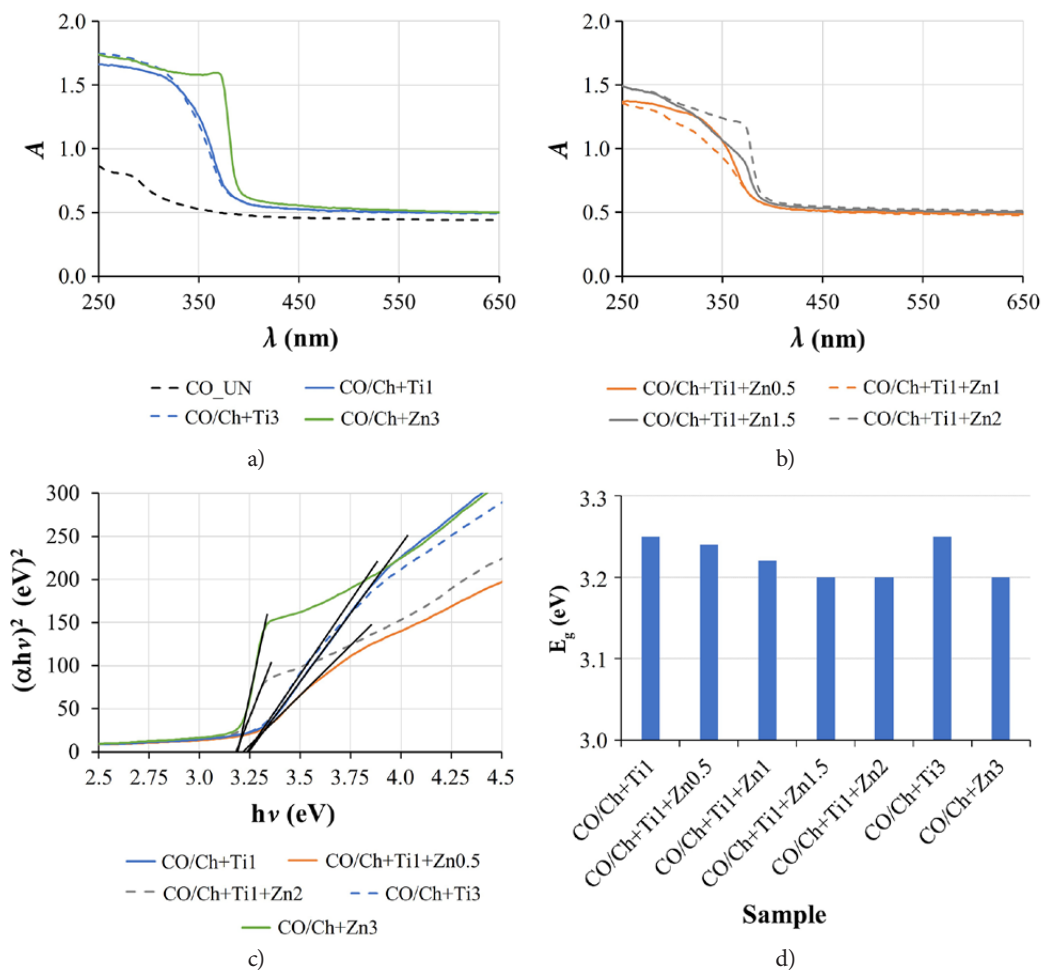 2.0
1.5
1.0
0.5
0.0
A
250 350 450 550 650
λ (nm)
CO_UN CO/Ch+Ti1
CO/Ch+Ti3 CO/Ch+Zn3
a)
2.0
1.5
1.0
0.5
0.0
A
250 350 450 550 650
λ (nm)
CO/Ch+Ti1+Zn0.5 CO/Ch+Ti1+Zn1
CO/Ch+Ti1+Zn1.5 CO/Ch+Ti1+Zn2
b)
300
250
200
150
100
50
0
(αhν)² (eV)²
2.5 2.75 3.0 3.25 3.5 3.75 4.0 4.25 4.5
hν (eV)
CO/Ch+Ti1 CO/Ch+Ti1+Zn0.5
CO/Ch+Ti1+Zn2 CO/Ch+Ti3
CO/Ch+Zn3
c)
3.3
3.2
3.1
3.0
E_g (eV)
CO/Ch+Ti1
CO/Ch+Ti1+Zn0.5
CO/Ch+Ti1+Zn1
CO/Ch+Ti1+Zn1.5
CO/Ch+Ti1+Zn2
CO/Ch+Ti3
CO/Ch+Zn3
Sample
d)